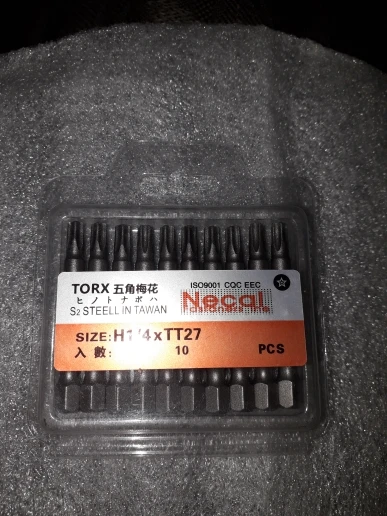 TORX 五角梅花
ヒノトナボハ
S2 STEELL IN TAWAN
ISO9001 CQC EEC
Necal
SIZE:H1/4xTT27
入數: 10 PCS